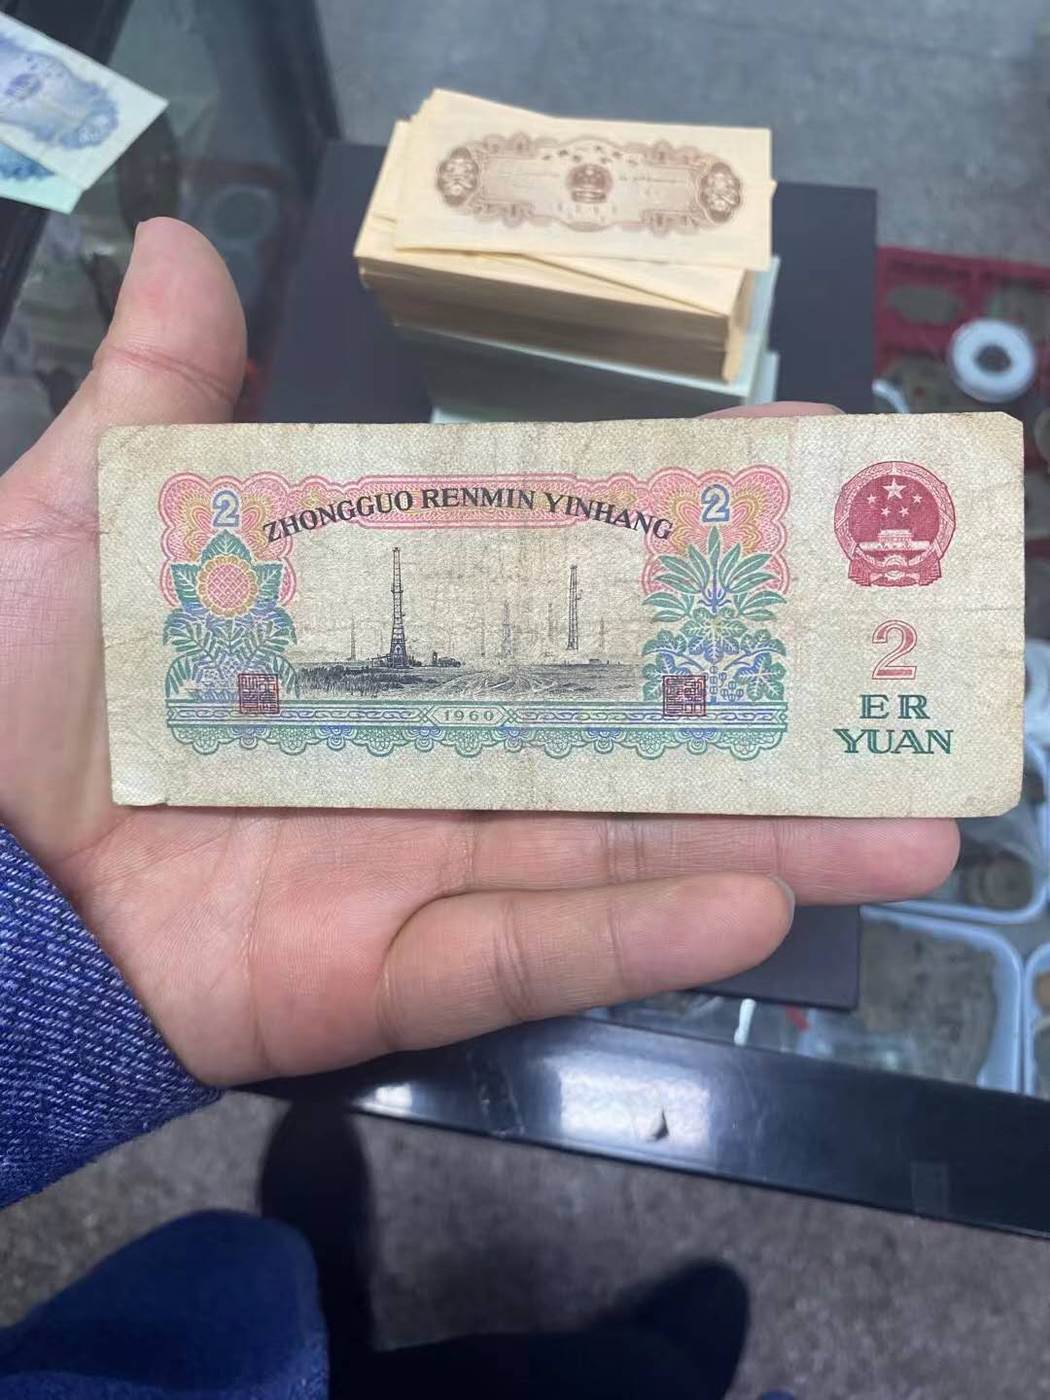 2
ZHONGGUO RENMIN YINHANG
2
1960
2
ER
YUAN